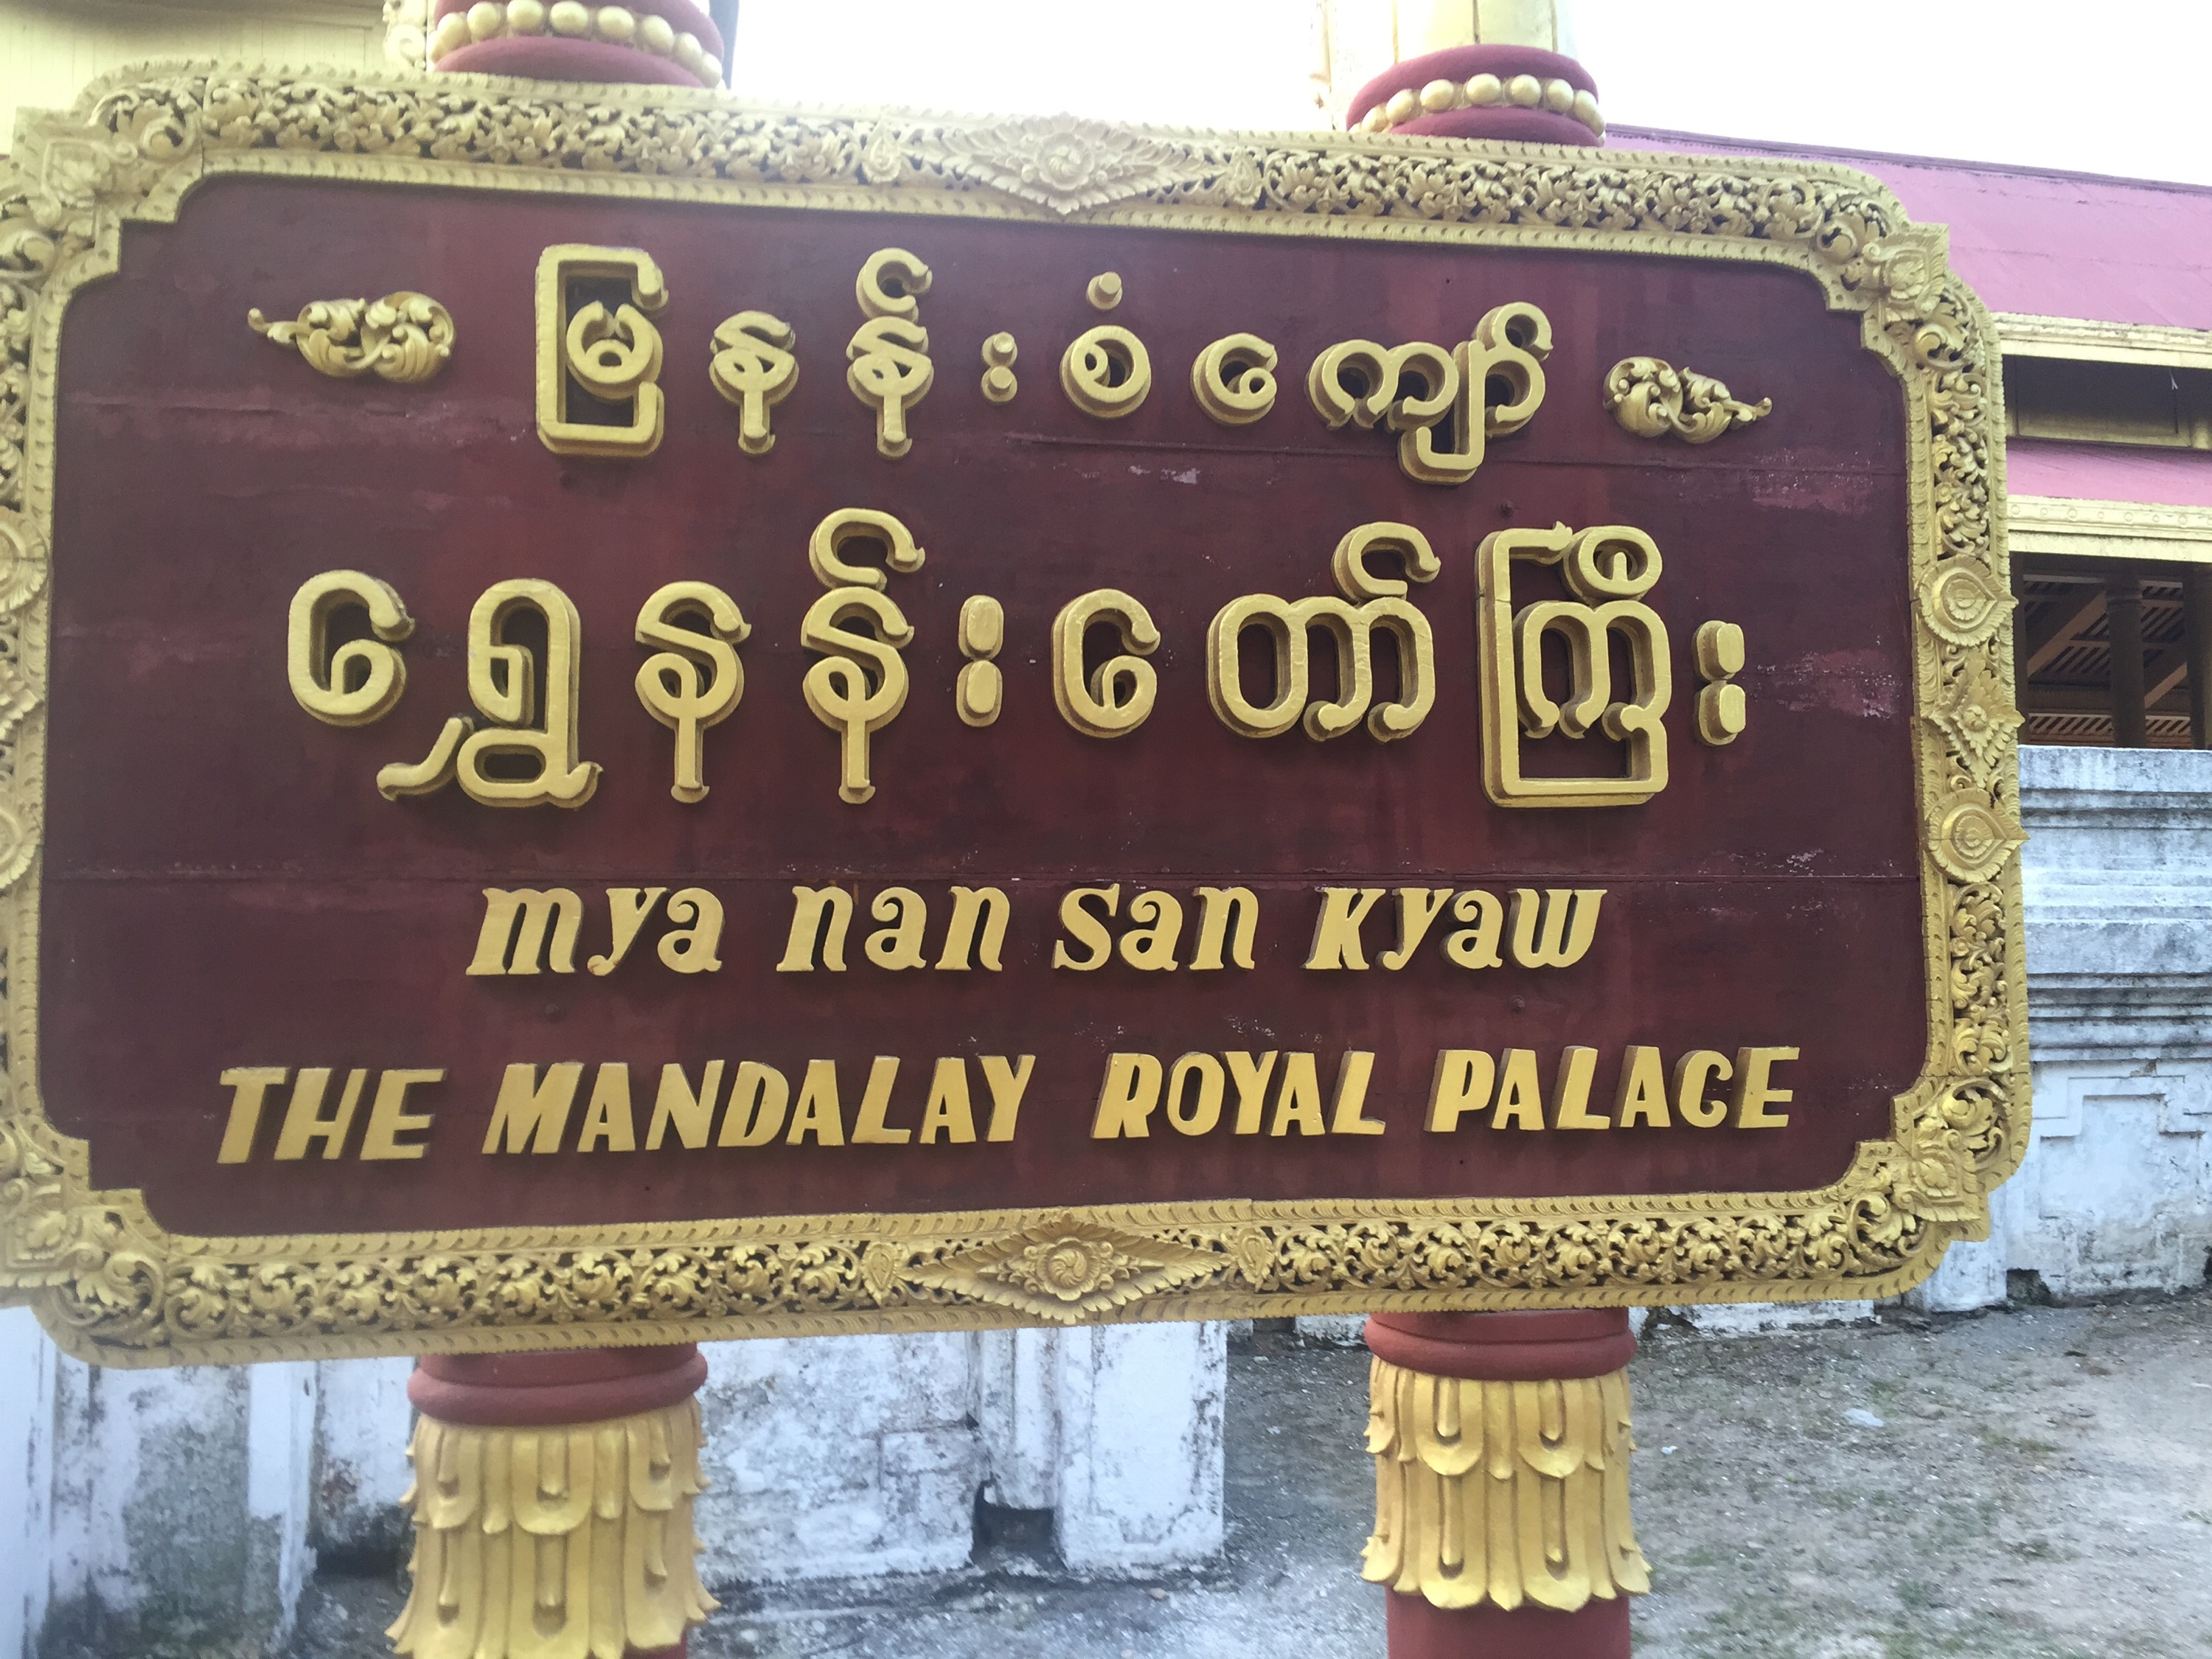 မြနန်းစံကျော်
ရွှေနန်းတော်ကြီး
mya nan san kyaw
THE MANDALAY ROYAL PALACE